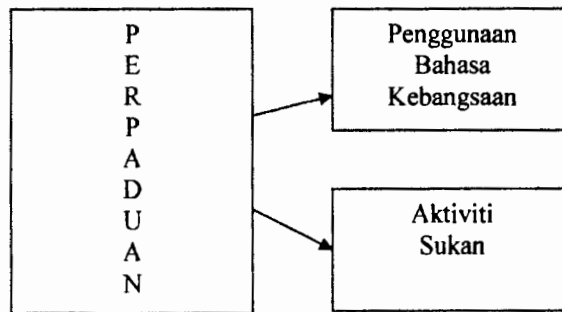 P
E
R
P
A
D
U
A
N
Penggunaan
Bahasa
Kebangsaan
Aktiviti
Sukan